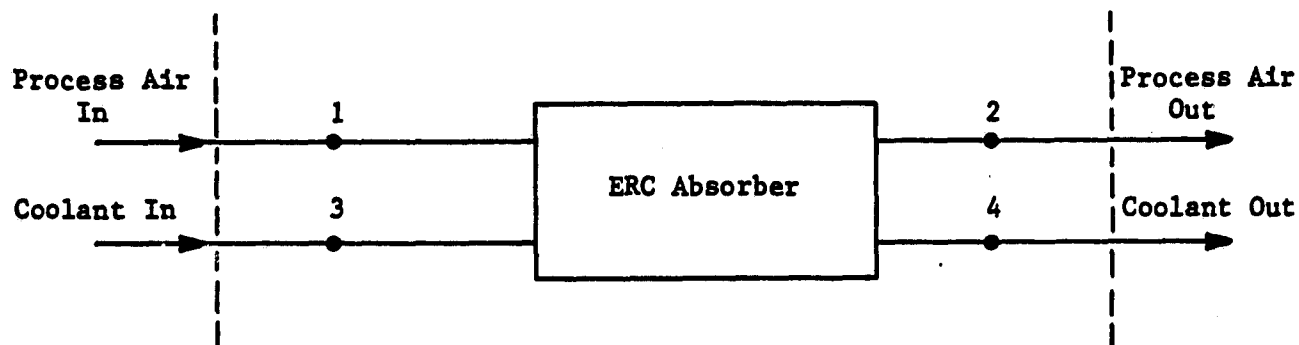 Process Air
In
1
2
Process Air
Out
ERC Absorber
Coolant In
3
4
Coolant Out